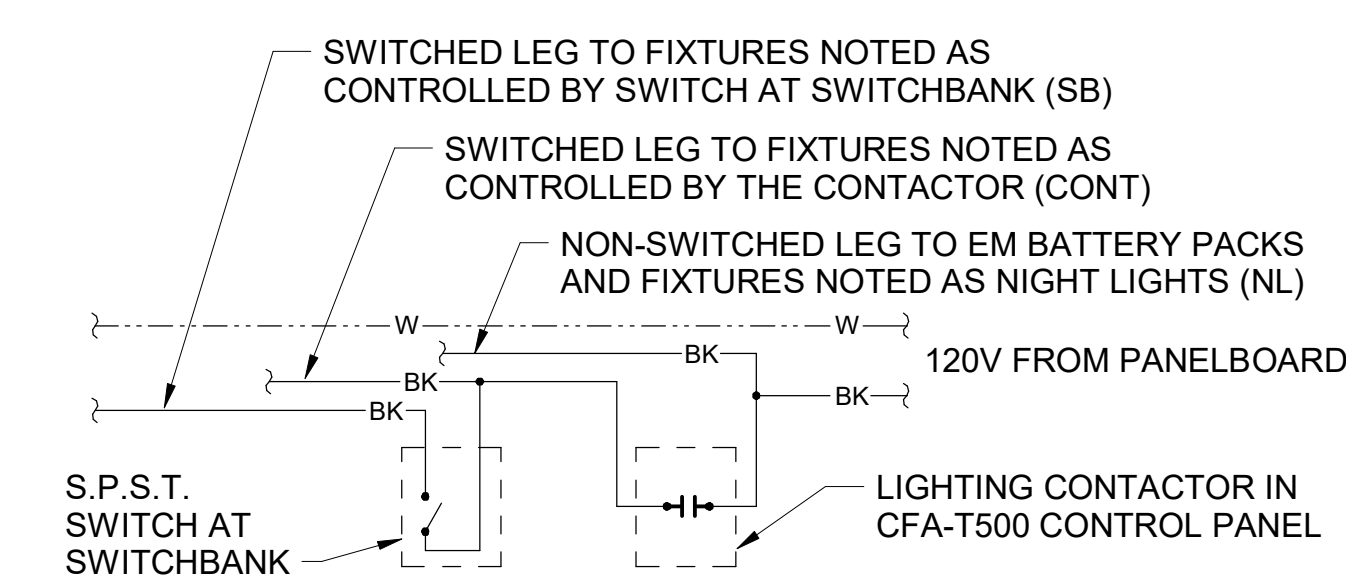 SWITCHED LEG TO FIXTURES NOTED AS
CONTROLLED BY SWITCH AT SWITCHBANK (SB)
SWITCHED LEG TO FIXTURES NOTED AS
CONTROLLED BY THE CONTACTOR (CONT)
NON-SWITCHED LEG TO EM BATTERY PACKS
AND FIXTURES NOTED AS NIGHT LIGHTS (NL)
W W
BK
120V FROM PANELBOARD
BK
BK
BK
S.P.S.T.
SWITCH AT
SWITCHBANK
LIGHTING CONTACTOR IN
CFA-T500 CONTROL PANEL